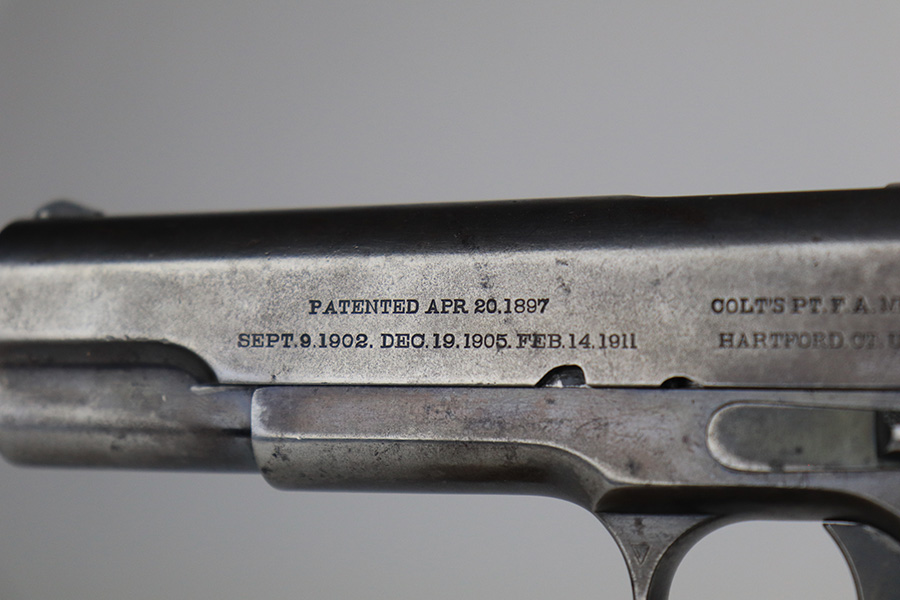 PATENTED APR 20.1897
SEPT.9.1902. DEC.19.1905. FEB.14.1911
COLT'S PT. F. A.
HARTFORD CT.